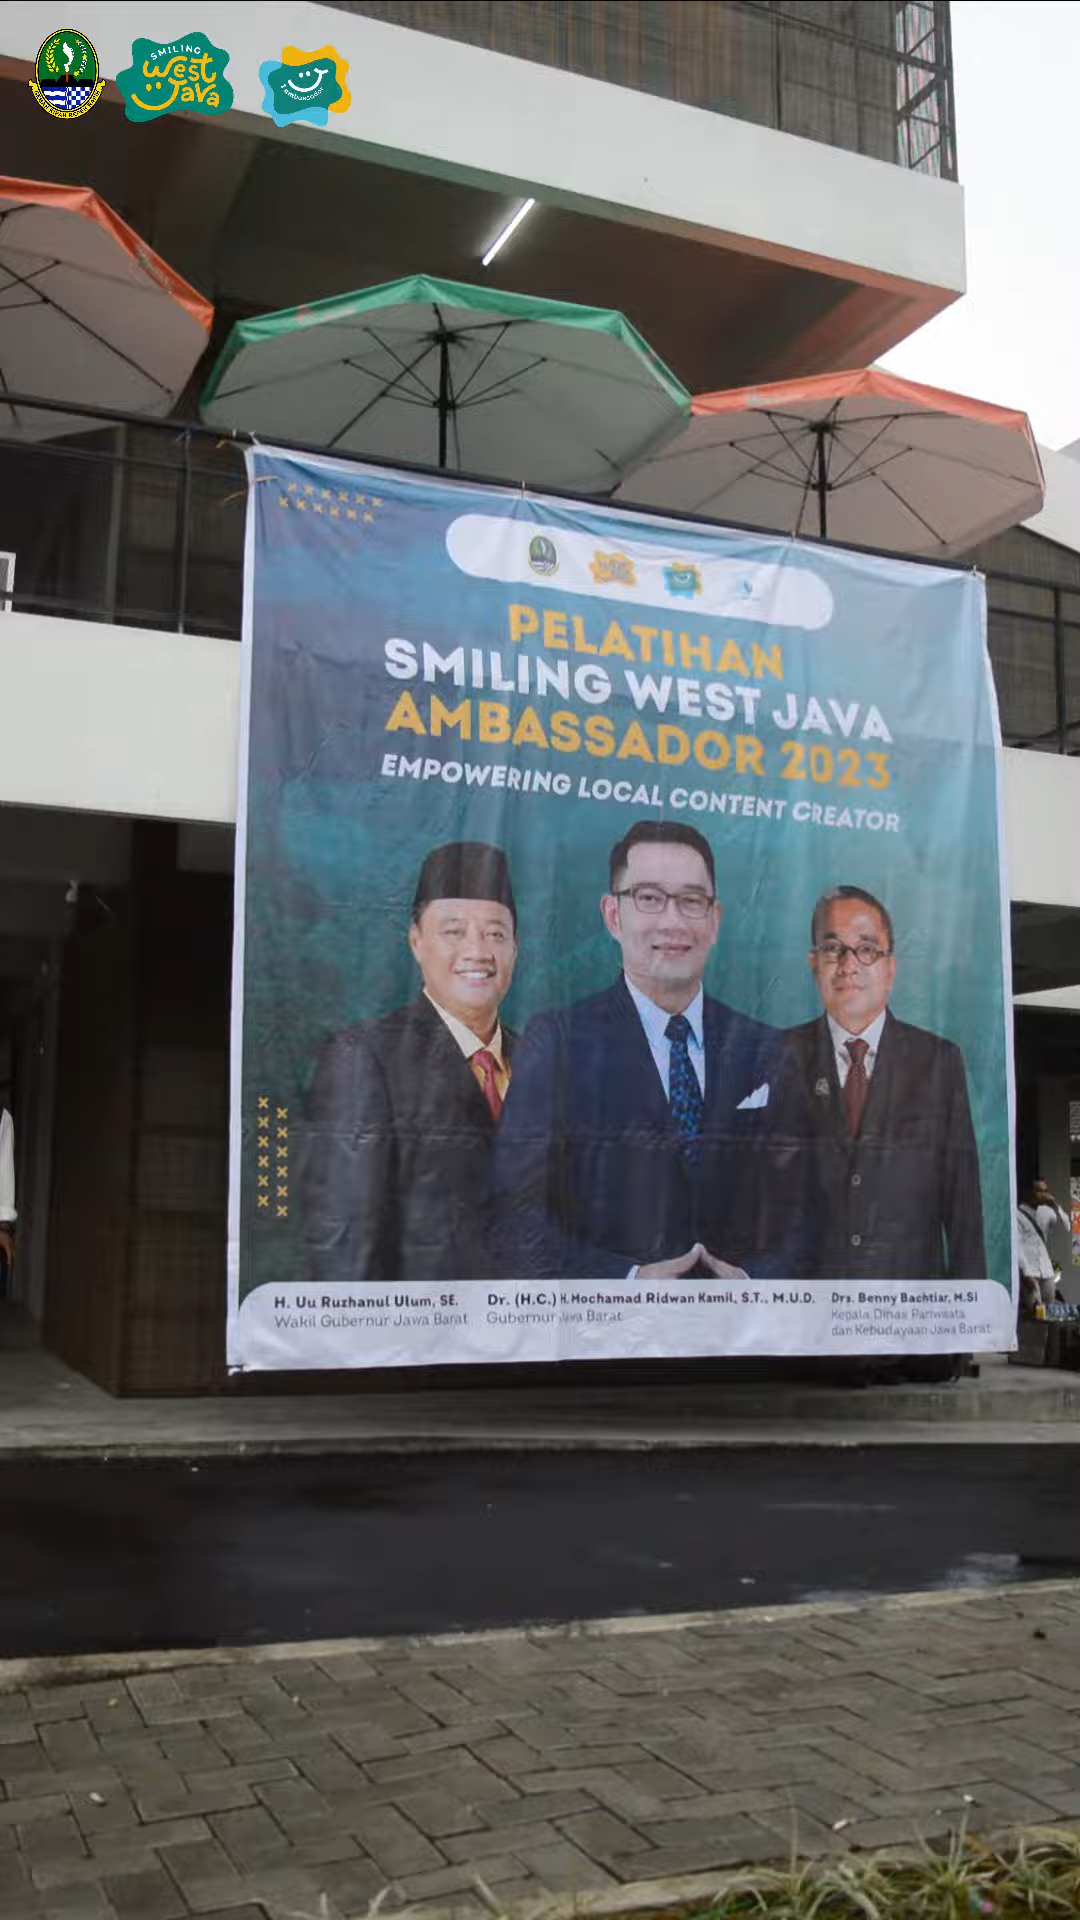 SMILING
West
Java
PELATIHAN
SMILING WEST JAVA
AMBASSADOR 2023
EMPOWERING LOCAL CONTENT CREATOR
H. Uu Ruzhanul Ulum, SE.
Wakil Gubernur Jawa Barat
Dr. (H.C.) H. Mochamad Ridwan Kamil, S.T., M.U.D.
Gubernur Jawa Barat
Drs. Benny Bachtiar, M.Si
Kepala Dinas Pariwisata
dan Kebudayaan Jawa Barat